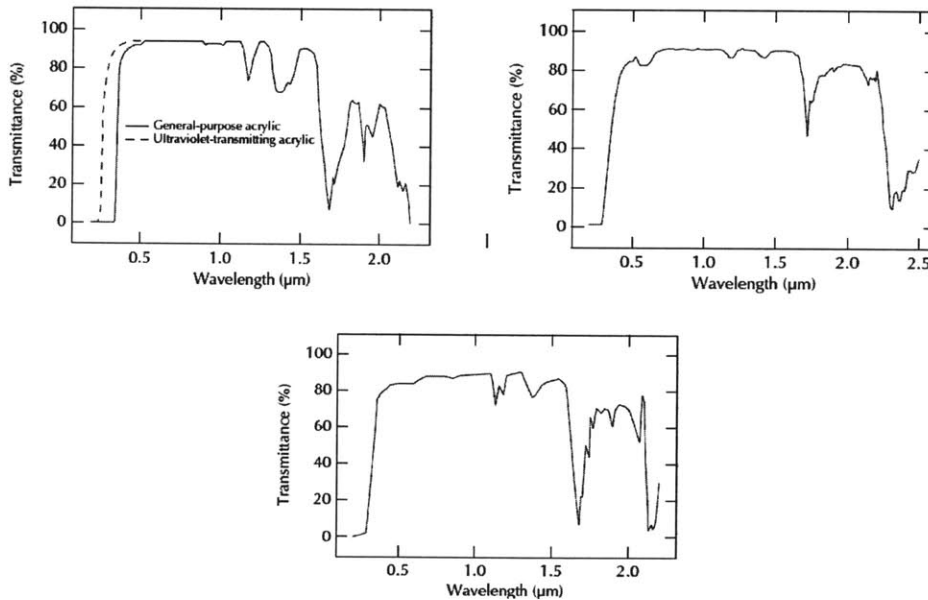 100
80
60
40
20
0
Transmittance (%)
General-purpose acrylic
Ultraviolet-transmitting acrylic
0.5 1.0 1.5 2.0
Wavelength (µm)
100
80
60
40
20
0
Transmittance (%)
0.5 1.0 1.5 2.0 2.5
Wavelength (µm)
100
80
60
40
20
0
Transmittance (%)
0.5 1.0 1.5 2.0
Wavelength (µm)